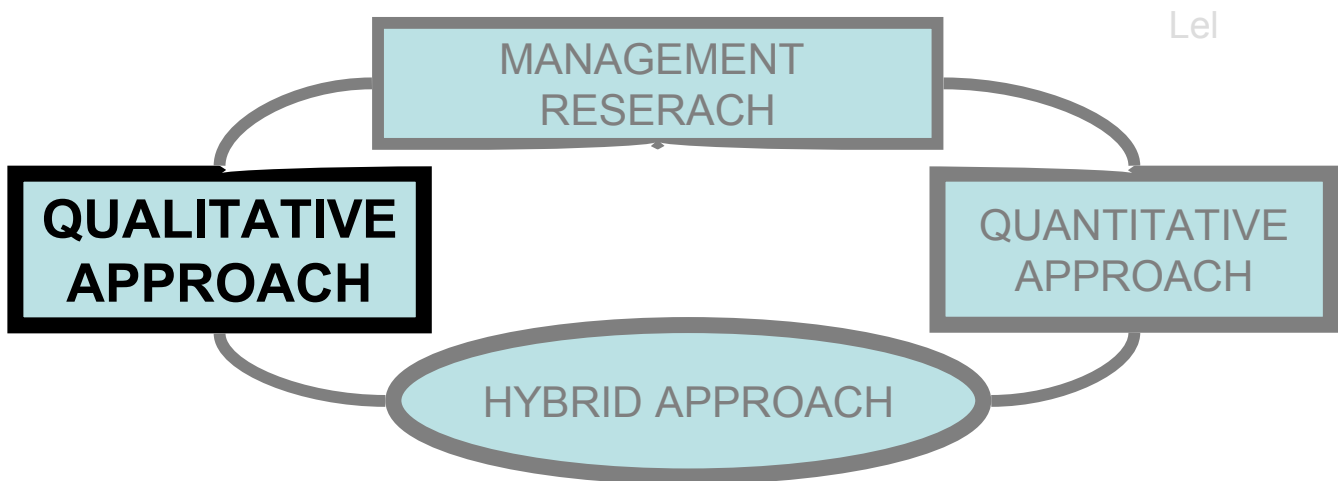 Lel
MANAGEMENT
RESERACH
QUALITATIVE
APPROACH
QUANTITATIVE
APPROACH
HYBRID APPROACH